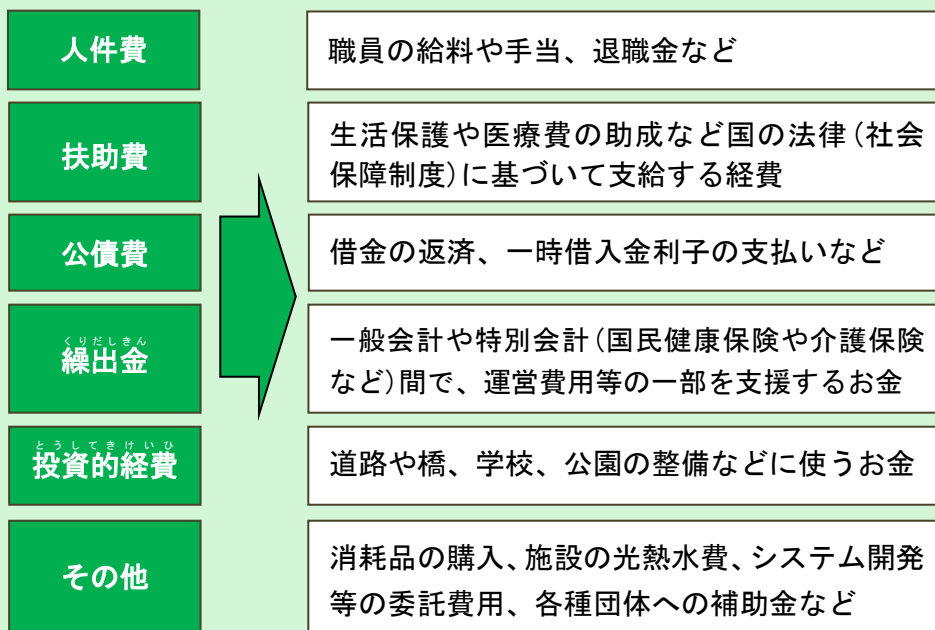 人件費
職員の給料や手当、退職金など
扶助費
生活保護や医療費の助成など国の法律(社会
保障制度)に基づいて支給する経費
公債費
借金の返済、一時借入金利子の支払いなど
くりだしきん
繰出金
一般会計や特別会計(国民健康保険や介護保険
など)間で、運営費用等の一部を支援するお金
とうしてきけいひ
投資的経費
道路や橋、学校、公園の整備などに使うお金
その他
消耗品の購入、施設の光熱水費、システム開発
等の委託費用、各種団体への補助金など